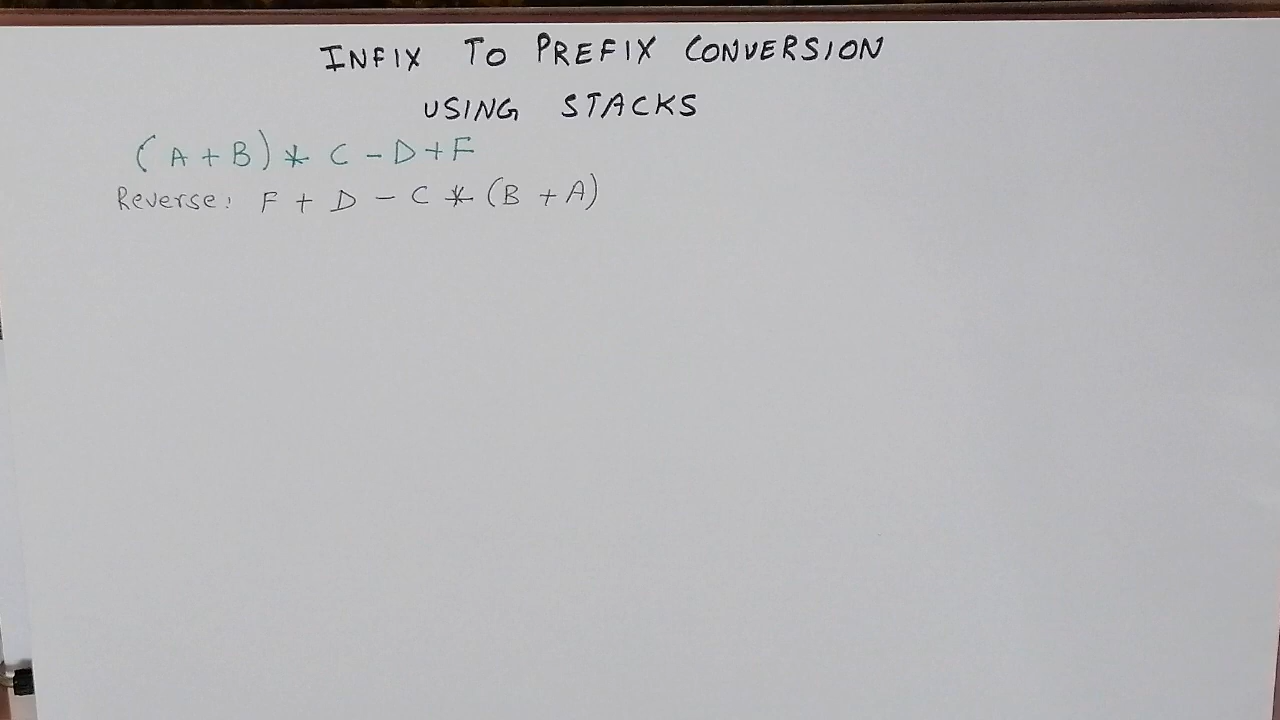 INFIX TO PREFIX CONVERSION
USING STACKS
(A+B)* C-D+F
Reverse: F + D - C * (B + A)